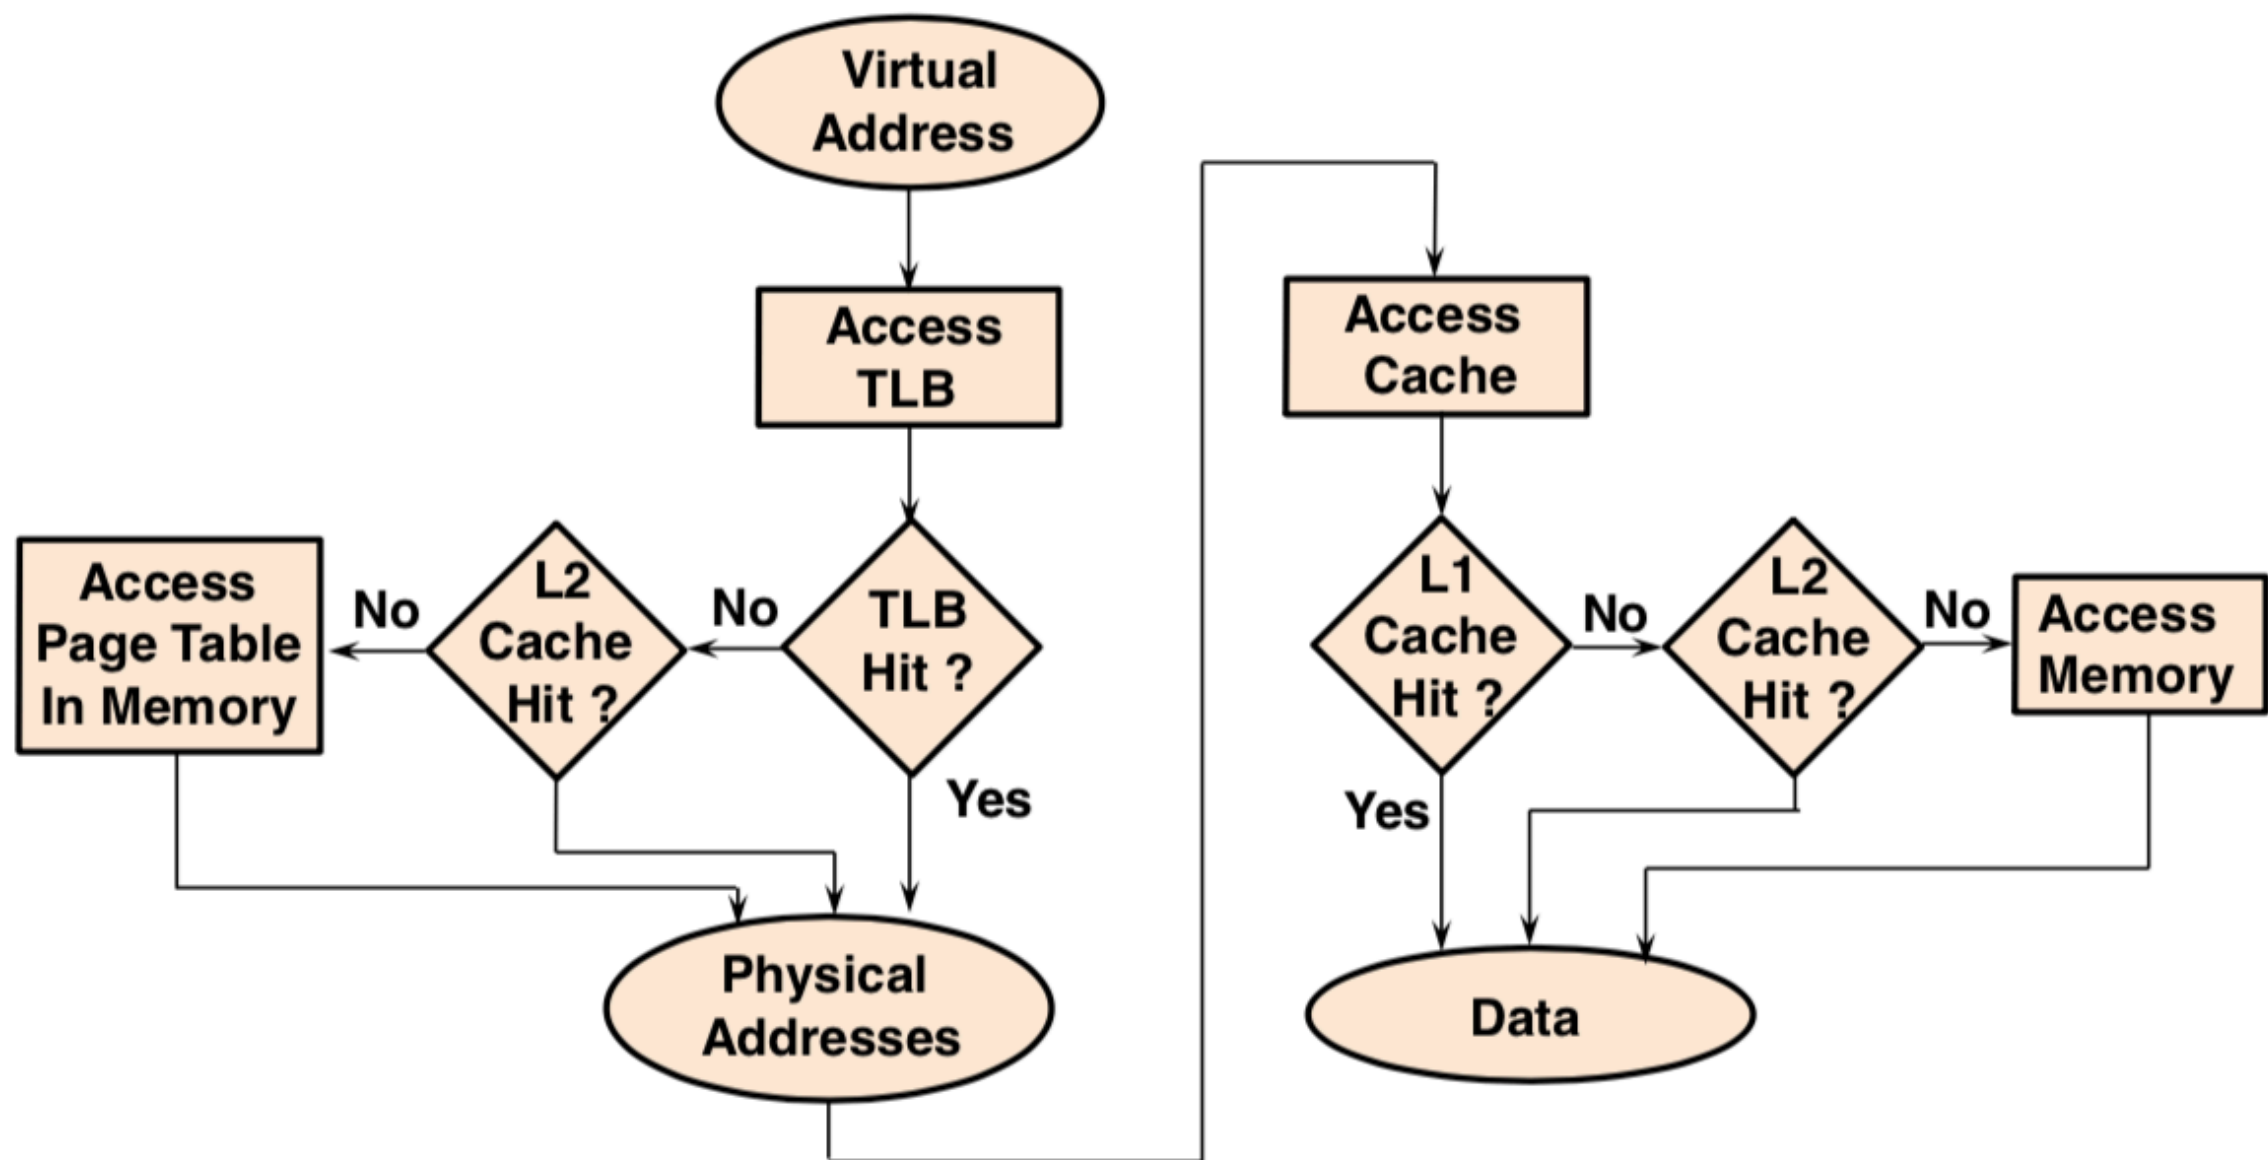 Virtual
Address
Access
TLB
TLB
Hit ?
No
L2
Cache
Hit ?
No
Access
Page Table
In Memory
Yes
Physical
Addresses
Access
Cache
L1
Cache
Hit ?
No
L2
Cache
Hit ?
No
Access
Memory
Yes
Data